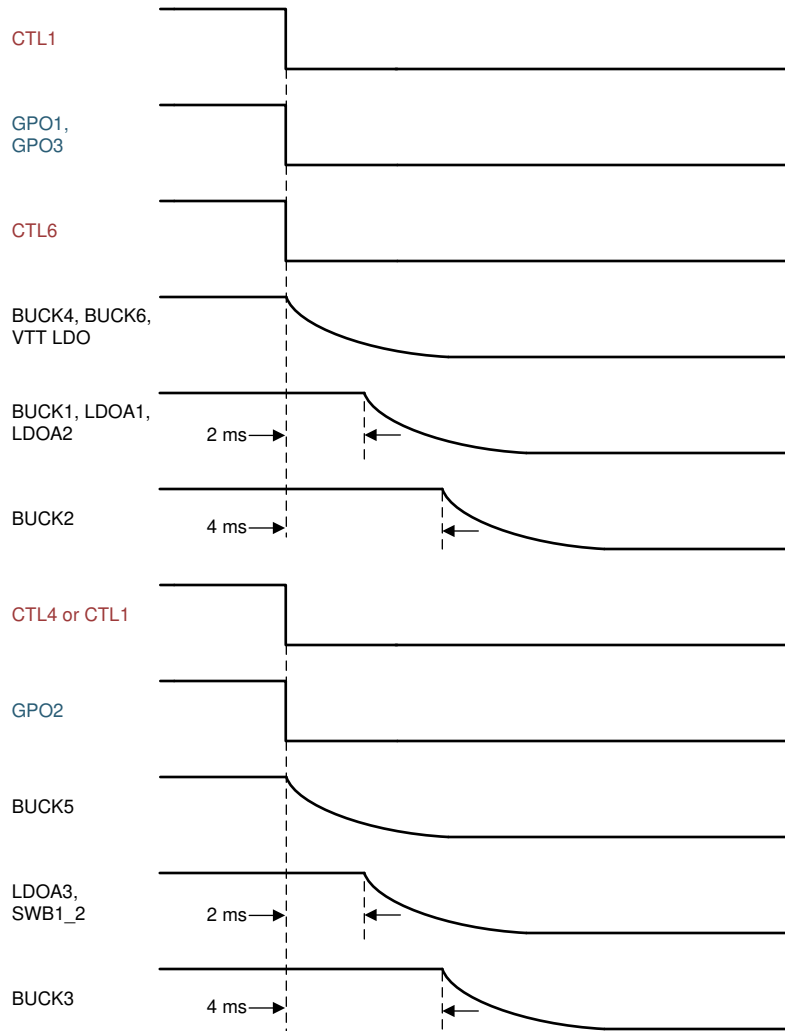 CTL1
GPO1,
GPO3
CTL6
BUCK4, BUCK6,
VTT LDO
BUCK1, LDOA1,
LDOA2
2 ms
BUCK2
4 ms
CTL4 or CTL1
GPO2
BUCK5
LDOA3,
SWB1_2
2 ms
BUCK3
4 ms